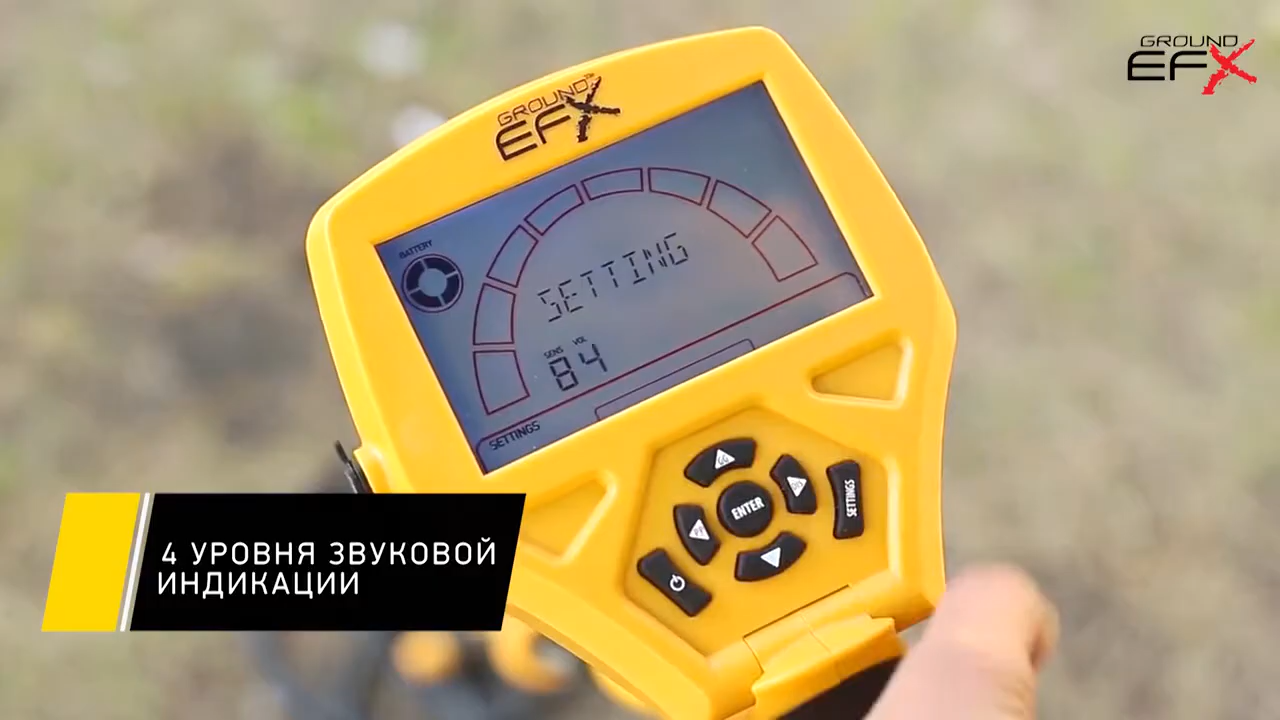 GROUND
EFX
GROUND
EFX
BATTERY
SETTING
SENS VOL
84
SETTINGS
ENTER
SETTINGS
4 УРОВНЯ ЗВУКОВОЙ
ИНДИКАЦИИ